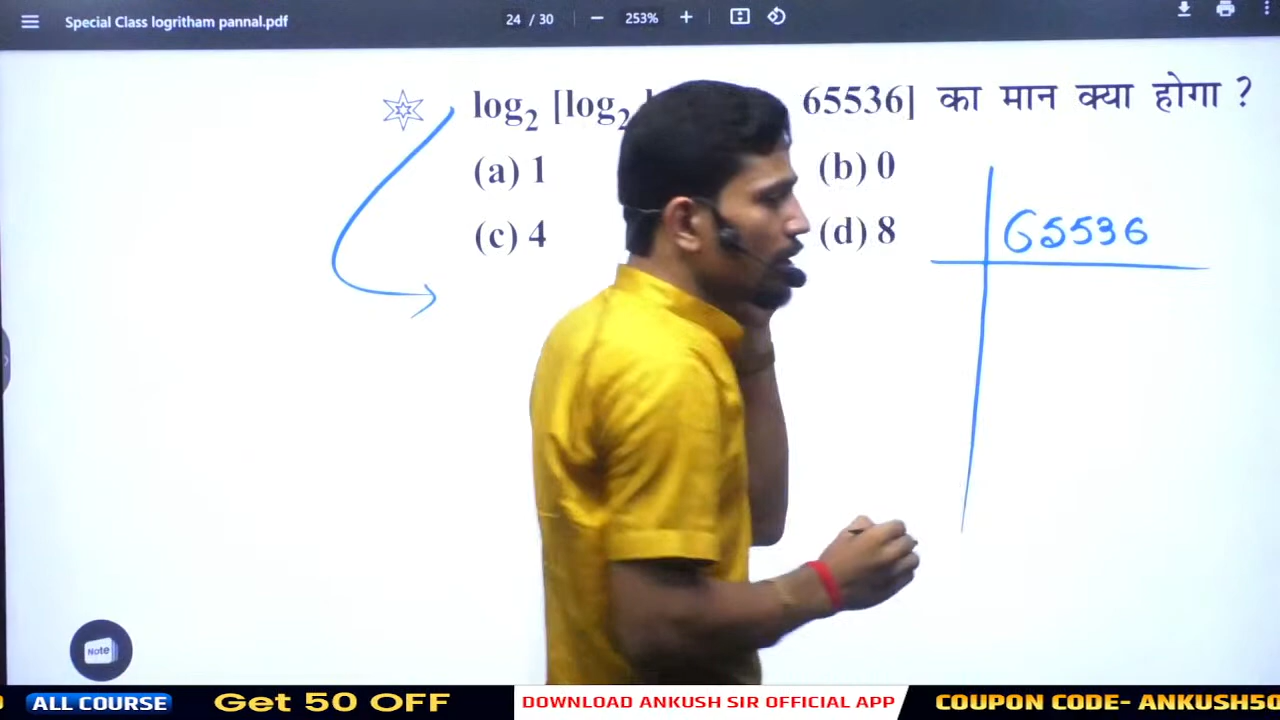 Special Class logritham pannal.pdf 24 / 30 253%
log₂ [log₂ 65536] का मान क्या होगा ?
(a) 1 (b) 0
(c) 4 (d) 8
65536
Note
ALL COURSE Get 50 OFF DOWNLOAD ANKUSH SIR OFFICIAL APP COUPON CODE- ANKUSH50